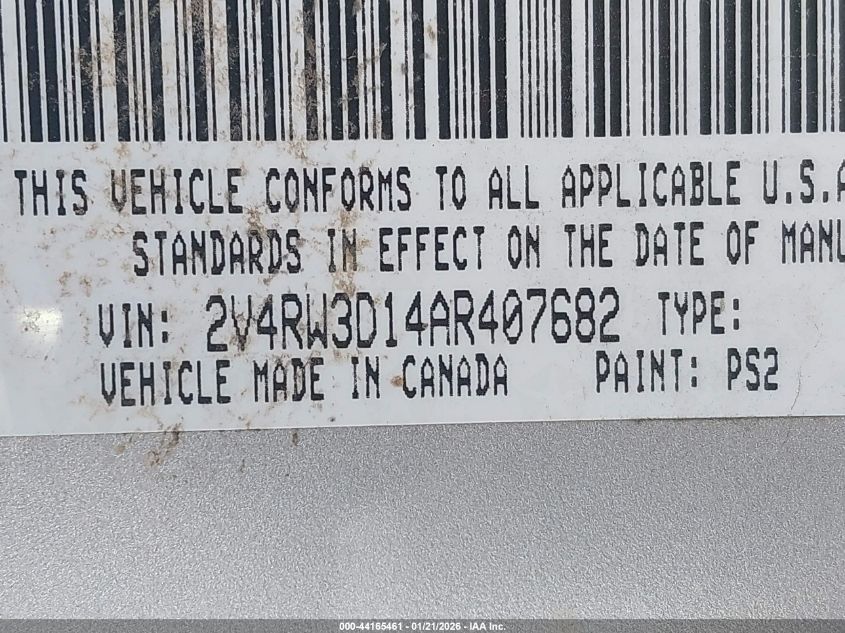 THIS VEHICLE CONFORMS TO ALL APPLICABLE U.S.A
STANDARDS IN EFFECT ON THE DATE OF MANU
VIN: 2V4RW3D14AR407682 TYPE:
VEHICLE MADE IN CANADA PAINT: PS2
000-44165461 - 01/21/2026 - IAA Inc.